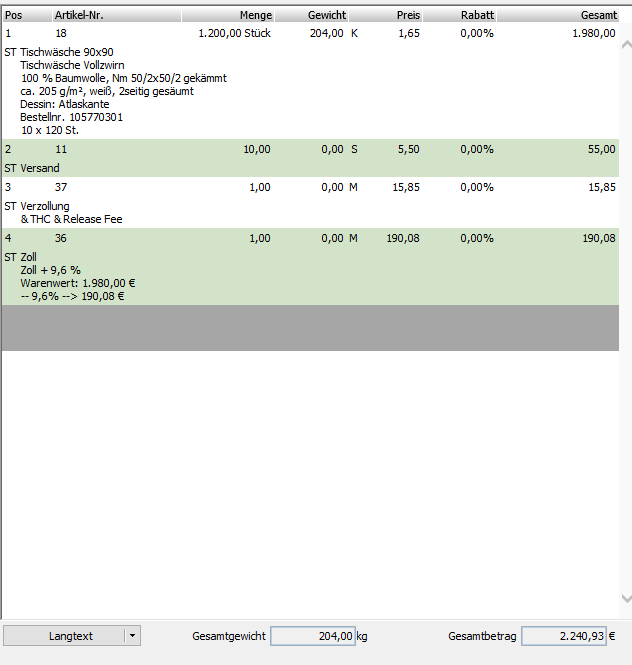 Pos Artikel-Nr. Menge Gewicht Preis Rabatt Gesamt
1 18 1.200,00 Stück 204,00 K 1,65 0,00% 1.980,00
ST Tischwäsche 90x90
Tischwäsche Vollzwirn
100 % Baumwolle, Nm 50/2x50/2 gekämmt
ca. 205 g/m², weiß, 2seitig gesäumt
Dessin: Atlaskante
Bestellnr. 105770301
10 x 120 St.
2 11 10,00 0,00 S 5,50 0,00% 55,00
ST Versand
3 37 1,00 0,00 M 15,85 0,00% 15,85
ST Verzollung
& THC & Release Fee
4 36 1,00 0,00 M 190,08 0,00% 190,08
ST Zoll
Zoll + 9,6 %
Warenwert: 1.980,00 €
-- 9,6% --> 190,08 €
Langtext Gesamtgewicht 204,00 kg Gesamtbetrag 2.240,93 €